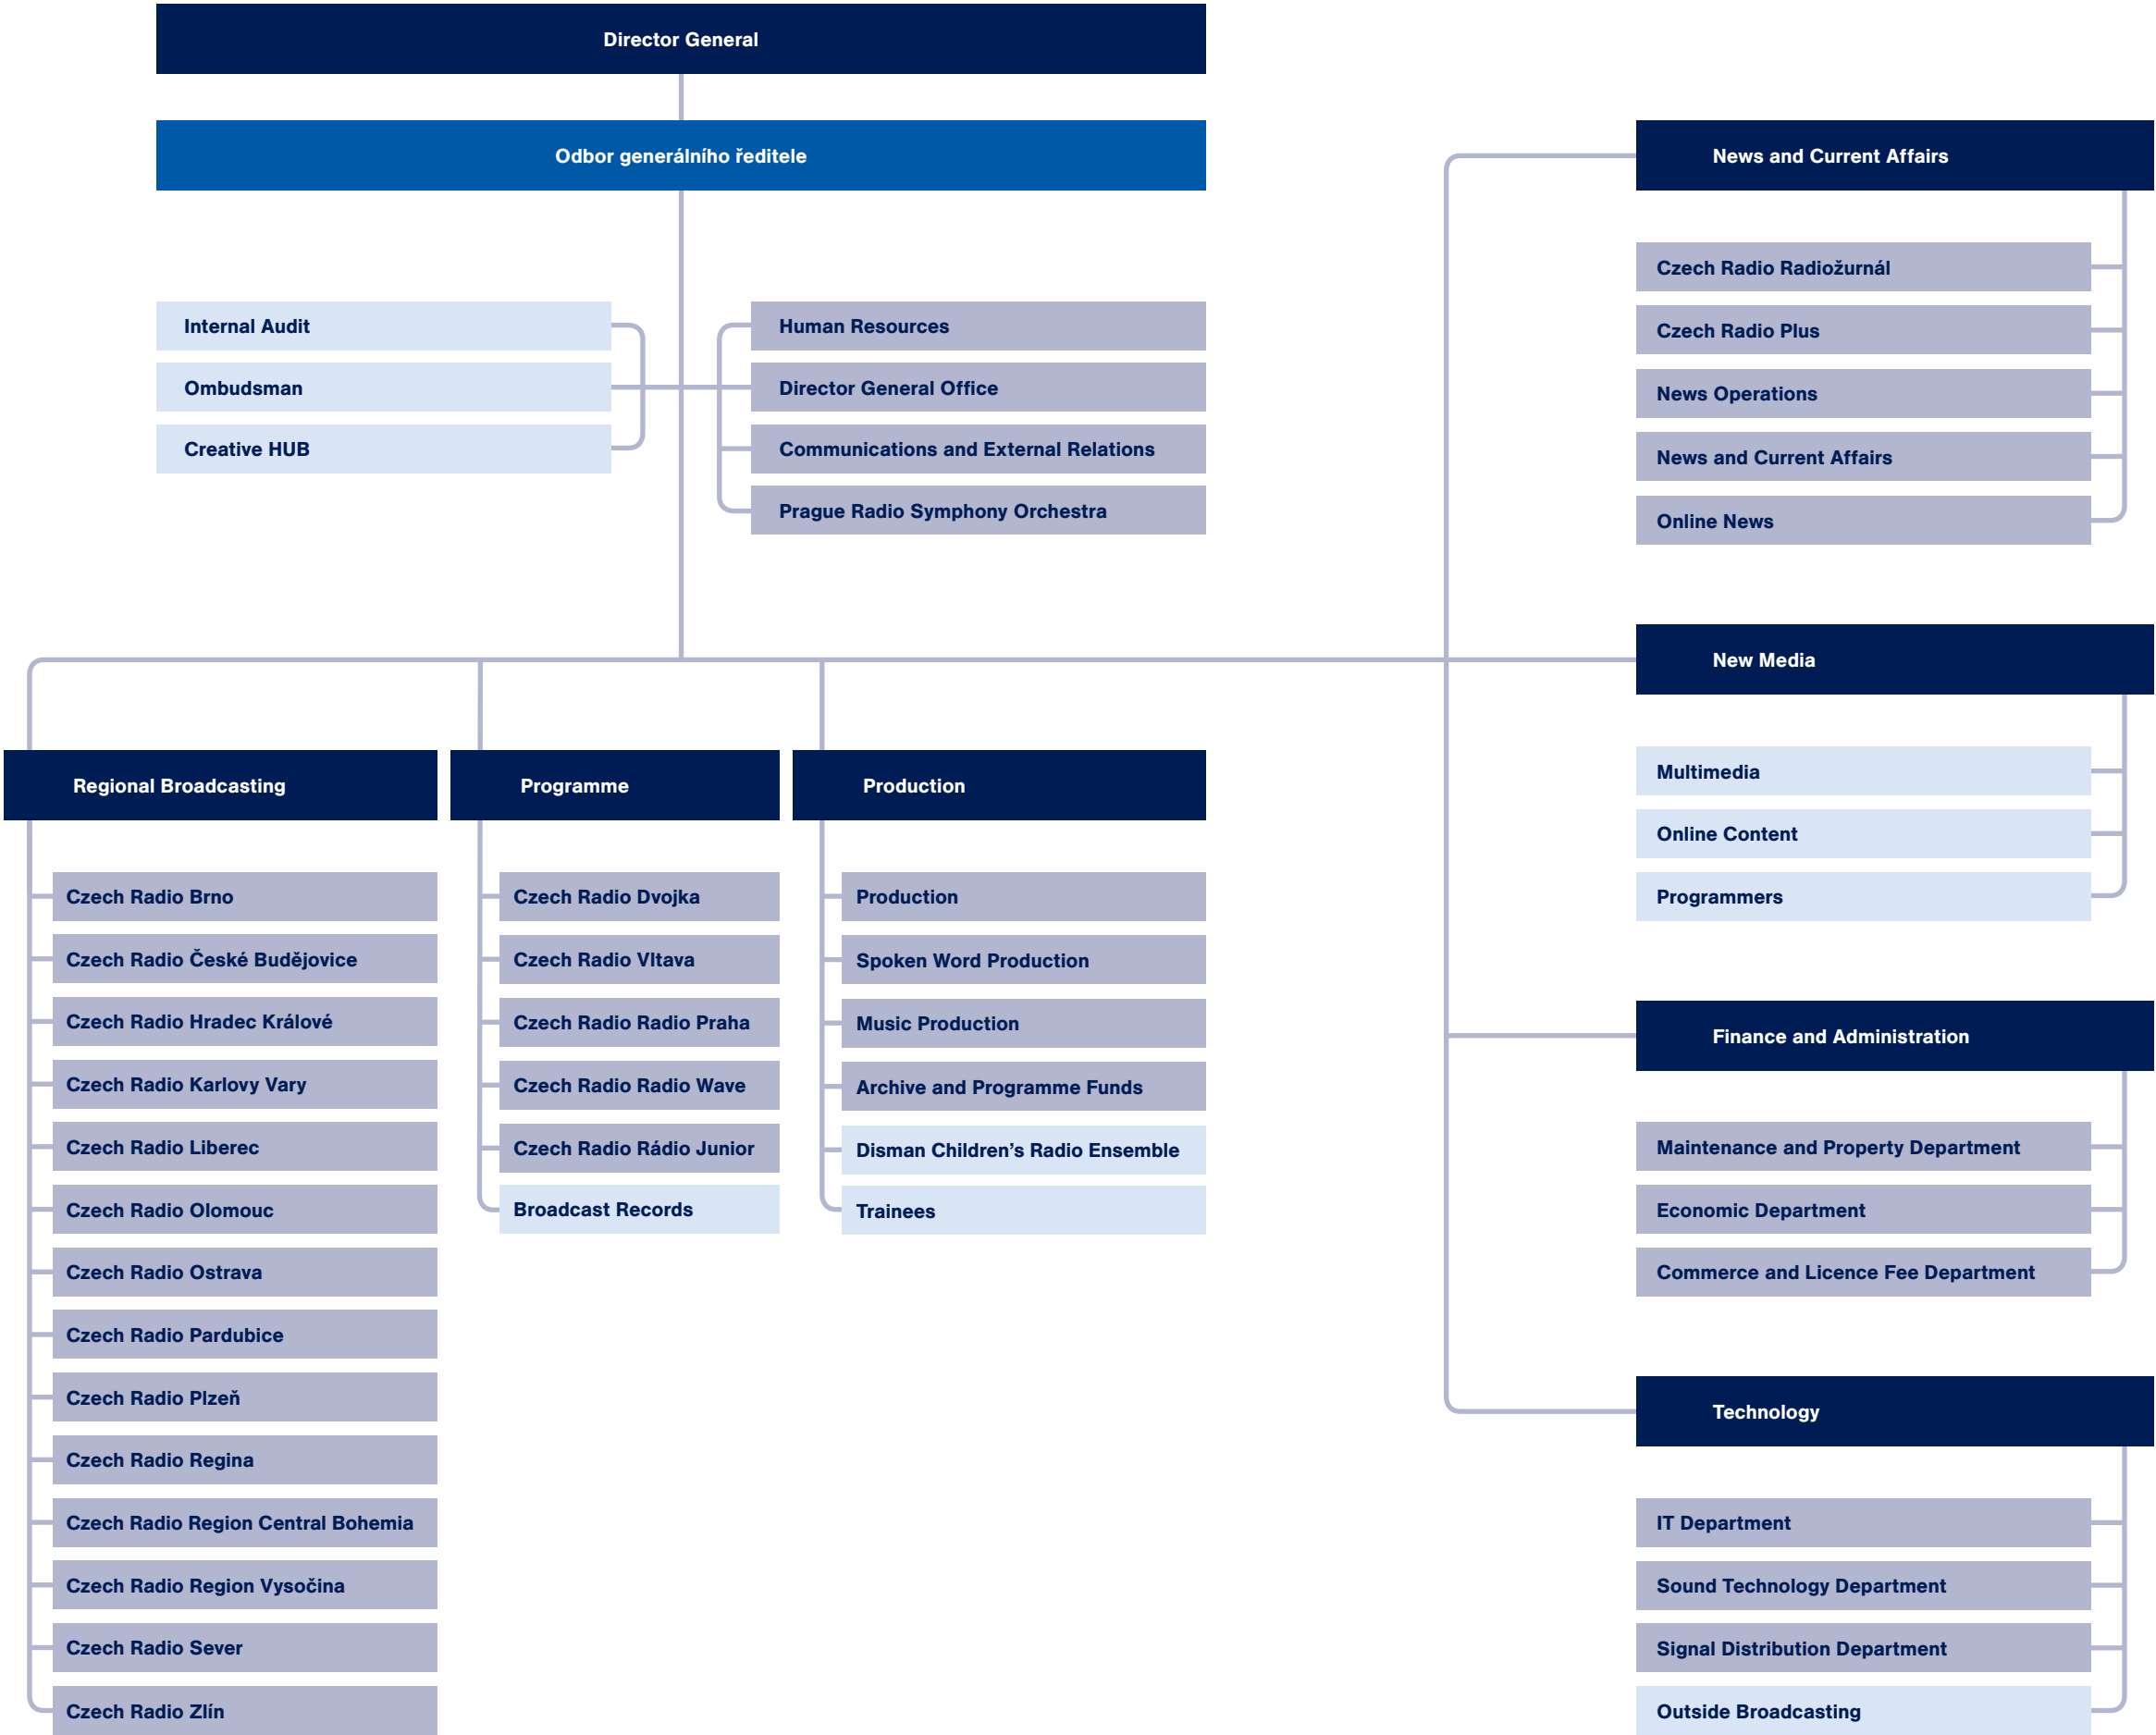 Director General
Odbor generálního ředitele
Internal Audit
Ombudsman
Creative HUB
Human Resources
Director General Office
Communications and External Relations
Prague Radio Symphony Orchestra
Regional Broadcasting
Czech Radio Brno
Czech Radio České Budějovice
Czech Radio Hradec Králové
Czech Radio Karlovy Vary
Czech Radio Liberec
Czech Radio Olomouc
Czech Radio Ostrava
Czech Radio Pardubice
Czech Radio Plzeň
Czech Radio Regina
Czech Radio Region Central Bohemia
Czech Radio Region Vysočina
Czech Radio Sever
Czech Radio Zlín
Programme
Czech Radio Dvojka
Czech Radio Vltava
Czech Radio Radio Praha
Czech Radio Radio Wave
Czech Radio Rádio Junior
Broadcast Records
Production
Production
Spoken Word Production
Music Production
Archive and Programme Funds
Disman Children’s Radio Ensemble
Trainees
News and Current Affairs
Czech Radio Radiožurnál
Czech Radio Plus
News Operations
News and Current Affairs
Online News
New Media
Multimedia
Online Content
Programmers
Finance and Administration
Maintenance and Property Department
Economic Department
Commerce and Licence Fee Department
Technology
IT Department
Sound Technology Department
Signal Distribution Department
Outside Broadcasting